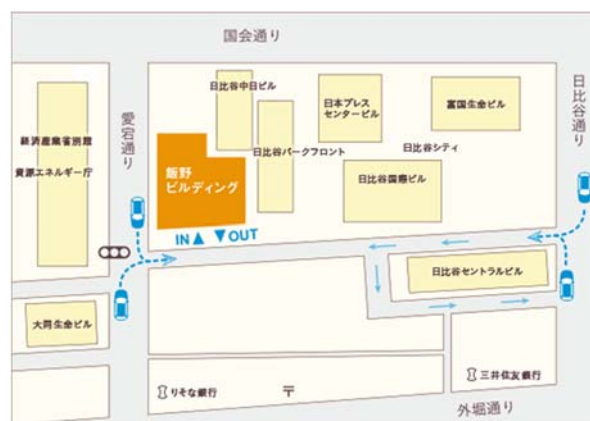 国会通り
日比谷中日ビル
日本プレス
センタービル
富国生命ビル
日比谷通り
愛宕通り
経済産業省別館
資源エネルギー庁
日比谷シティ
日比谷パークフロント
飯野
ビルディング
日比谷国際ビル
IN▲ ▼OUT
日比谷セントラルビル
大同生命ビル
りそな銀行
〒
三井住友銀行
外堀通り